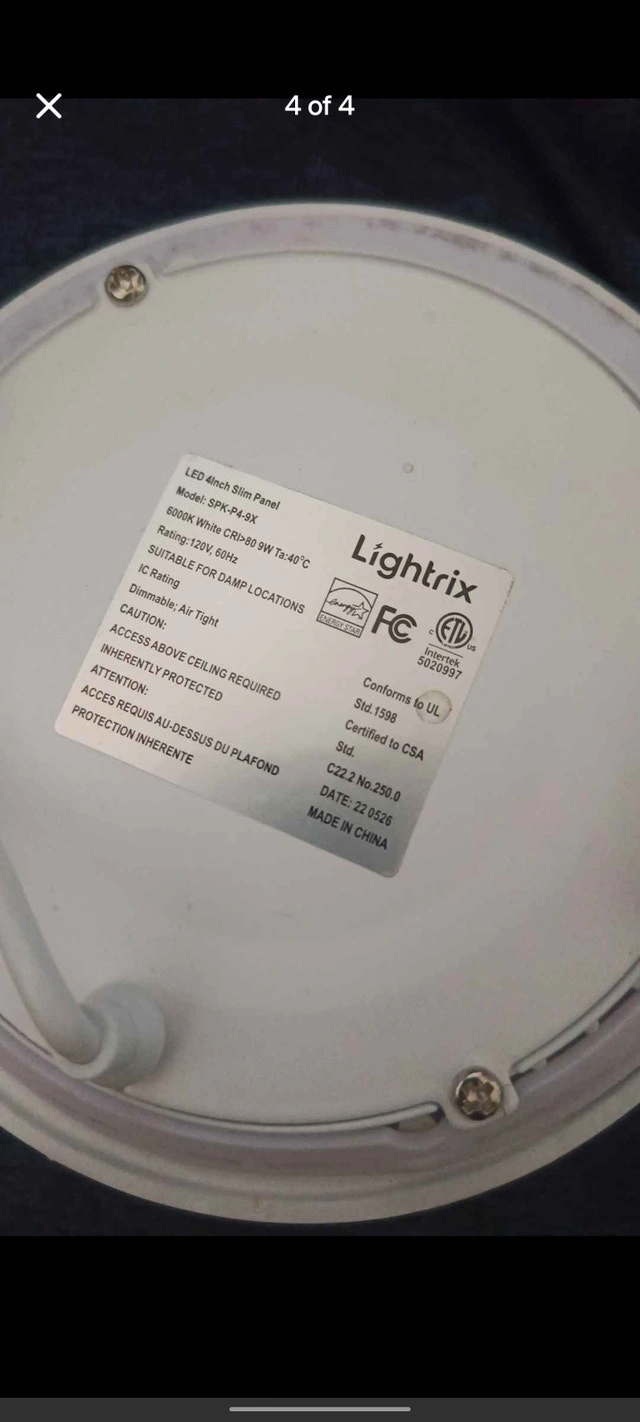 4 of 4
LED 4Inch Slim Panel
Model: SPK-P4-9X
6000K White CRI>80 9W Ta:40°C
Rating:120V, 60Hz
SUITABLE FOR DAMP LOCATIONS
IC Rating
Dimmable; Air Tight
CAUTION:
ACCESS ABOVE CEILING REQUIRED
INHERENTLY PROTECTED
ATTENTION:
ACCES REQUIS AU-DESSUS DU PLAFOND
PROTECTION INHERENTE
Lightrix
energy
ENERGY STAR
FC
c ETL us
Intertek
5020997
Conforms to UL
Std.1598
Certified to CSA
Std.
C22.2 No.250.0
DATE: 22 0526
MADE IN CHINA